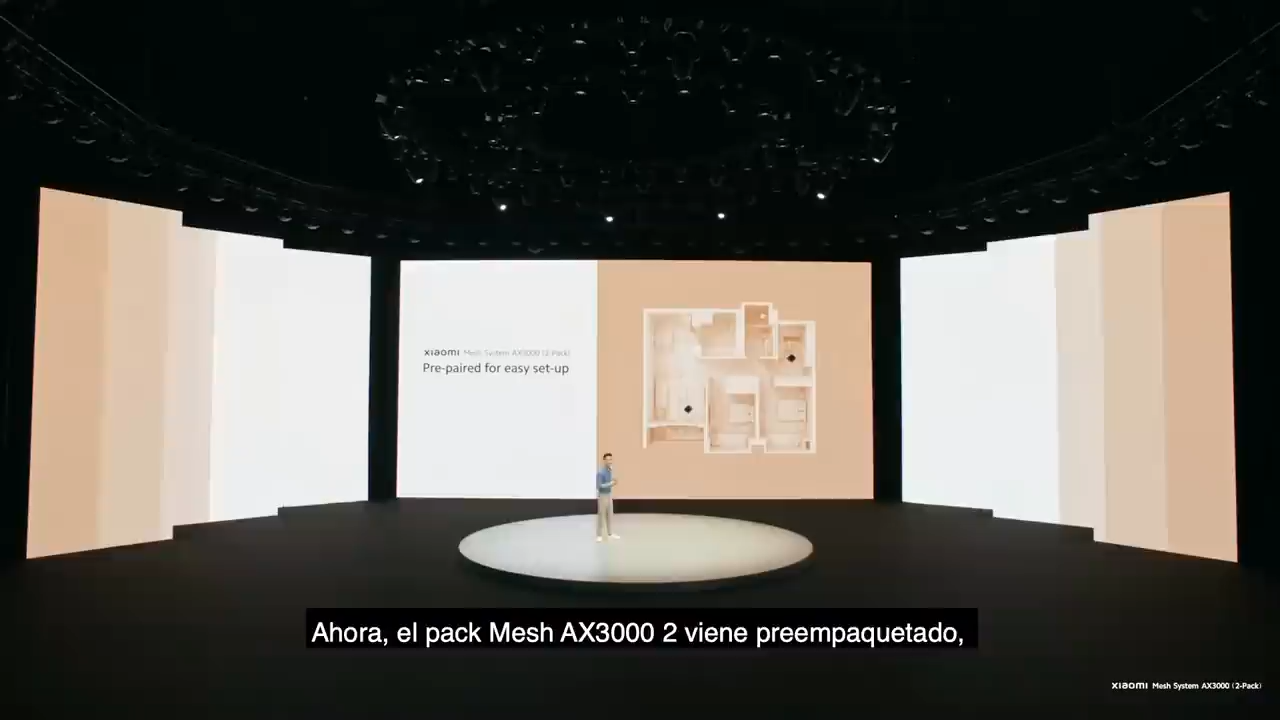 xiaomi Mesh System AX3000 (2-Pack)
Pre-paired for easy set-up
Ahora, el pack Mesh AX3000 2 viene preempaquetado,
xiaomi Mesh System AX3000 (2-Pack)